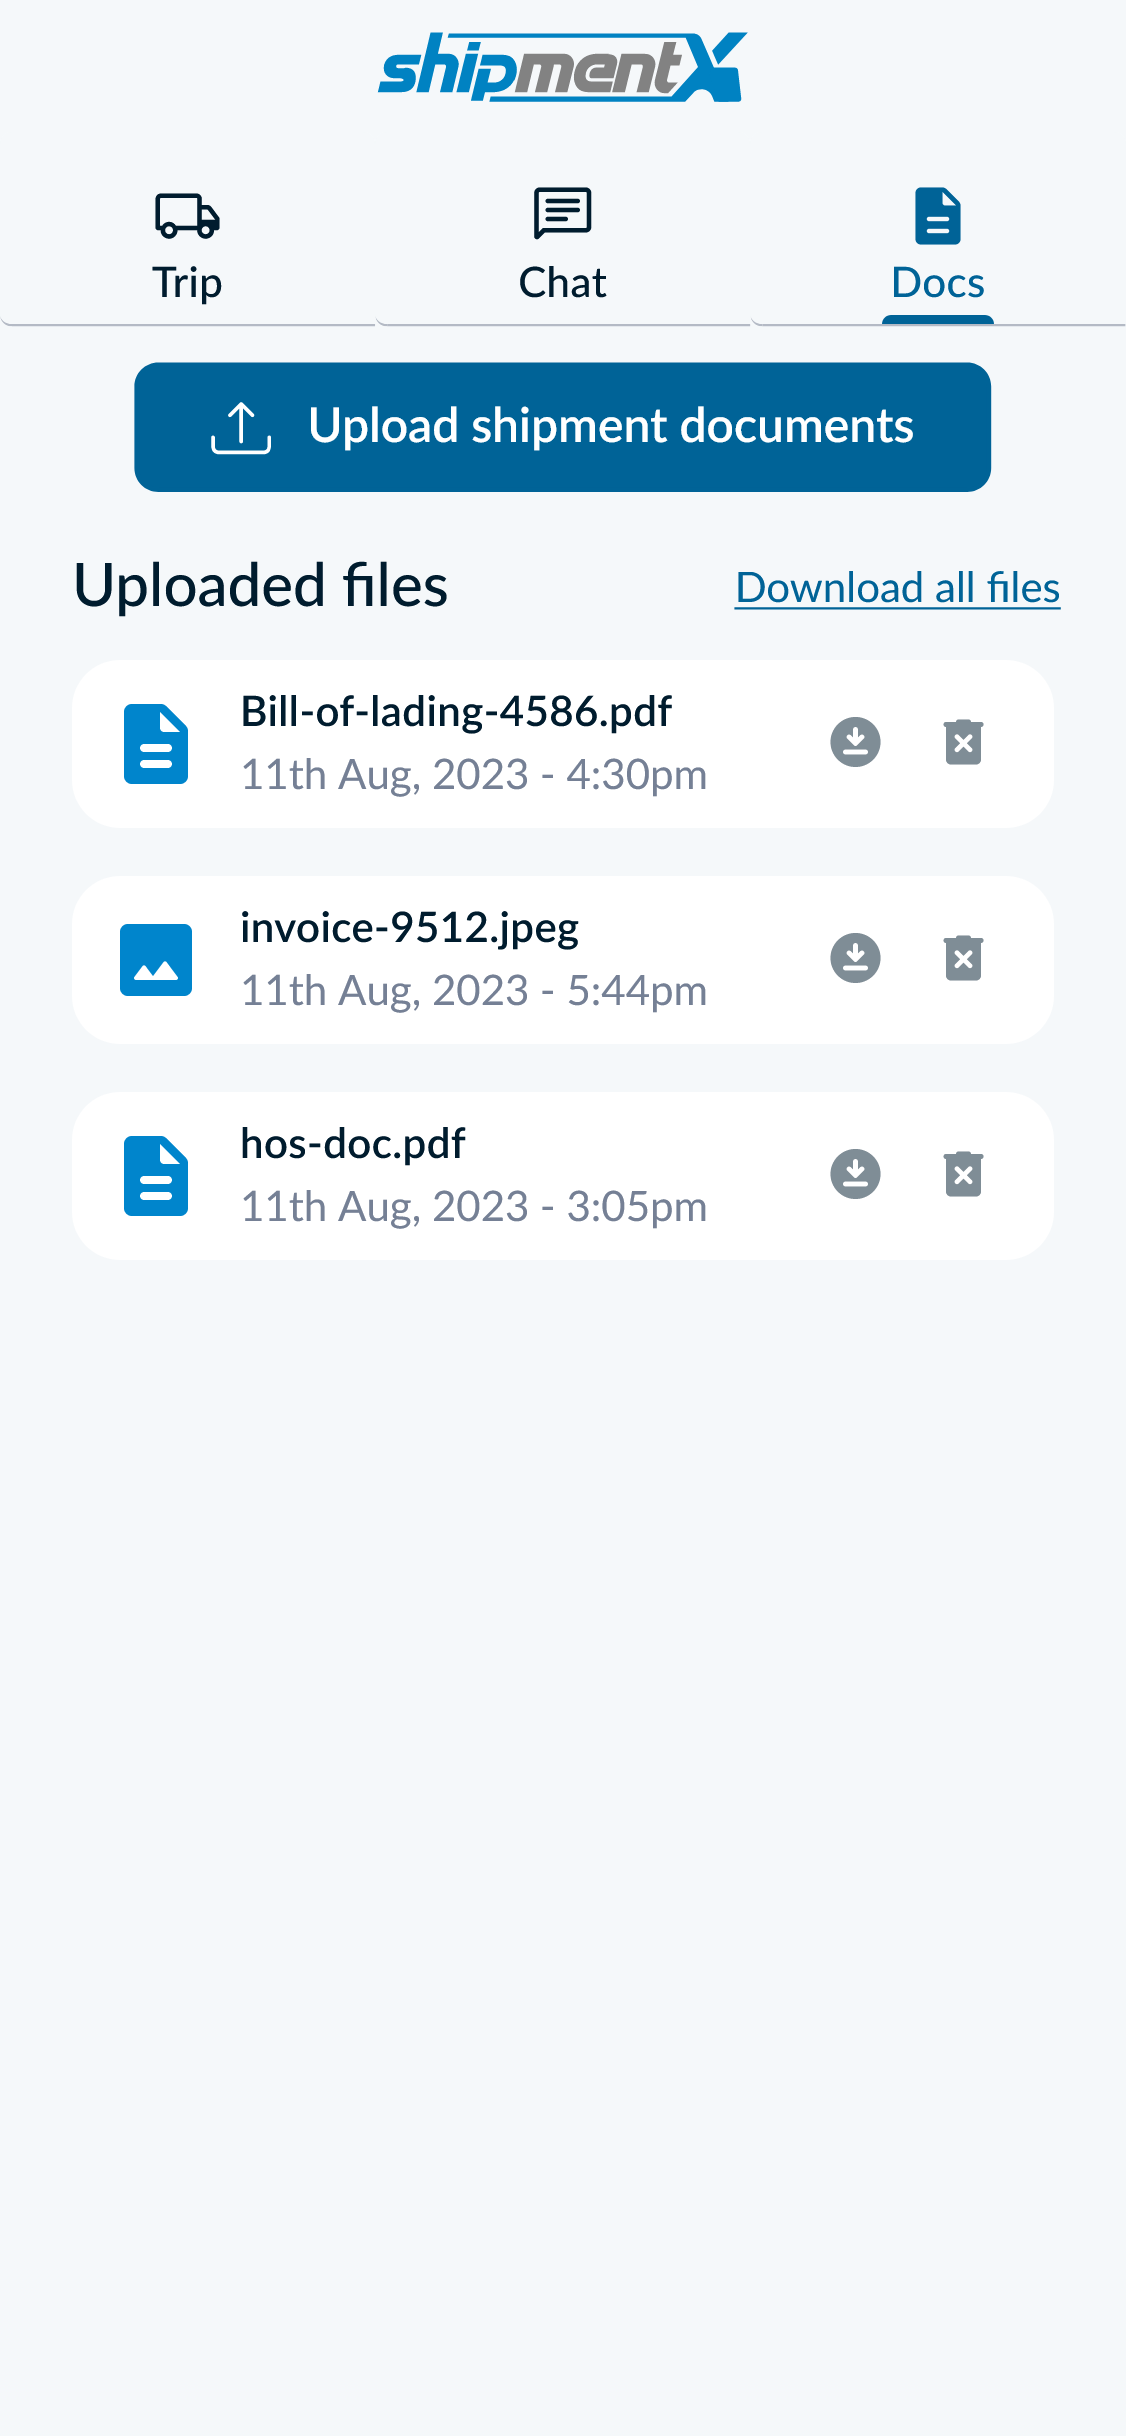 shipmentX
Trip
Chat
Docs
Upload shipment documents
Uploaded files
Download all files
Bill-of-lading-4586.pdf
11th Aug, 2023 - 4:30pm
invoice-9512.jpeg
11th Aug, 2023 - 5:44pm
hos-doc.pdf
11th Aug, 2023 - 3:05pm